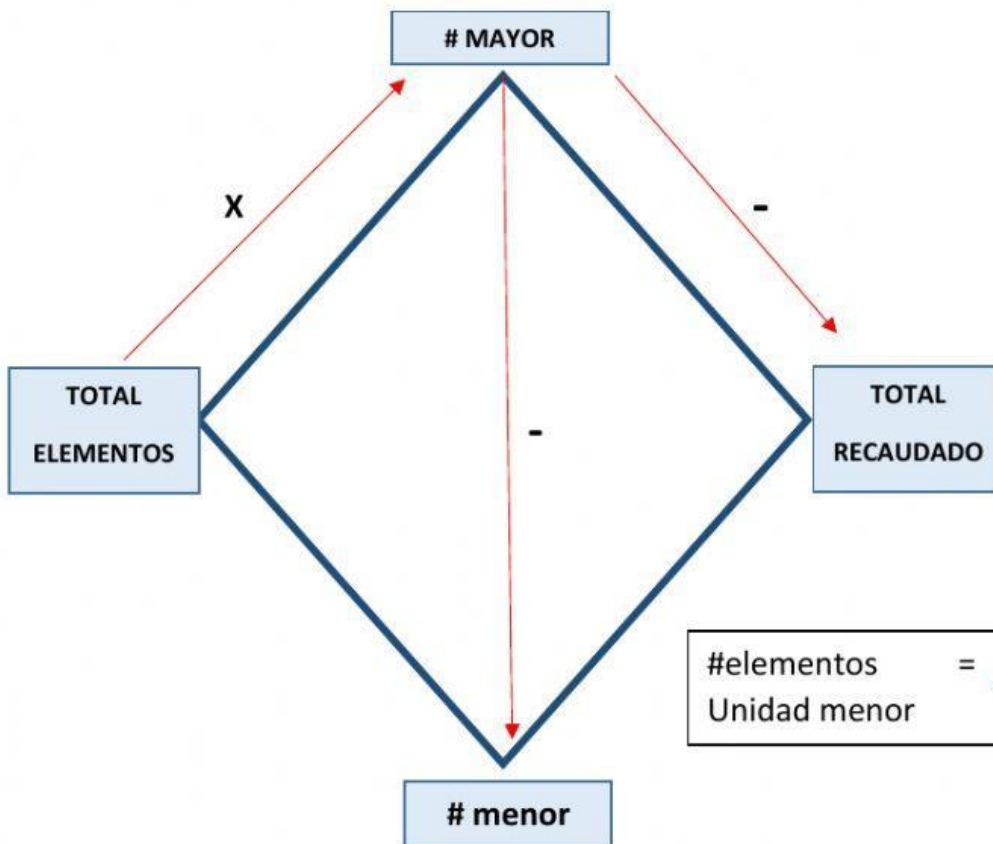 # MAYOR
X
-
TOTAL
ELEMENTOS
-
TOTAL
RECAUDADO
#elementos =
Unidad menor
# menor